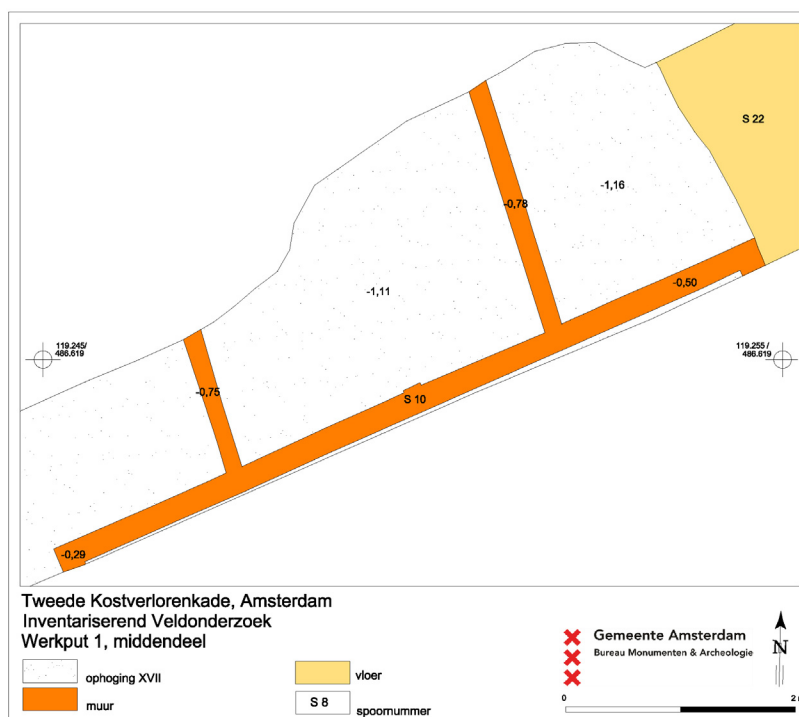 S 22
-0,78
-1,16
-1,11
-0,50
119.245/
486.619
119.255 /
486.619
-0,75
S 10
-0,29
Tweede Kostverlorenkade, Amsterdam
Inventariserend Veldonderzoek
Werkput 1, middendeel
ophoging XVII
muur
vloer
S 8 spoornummer
Gemeente Amsterdam
Bureau Monumenten & Archeologie
N
0 2